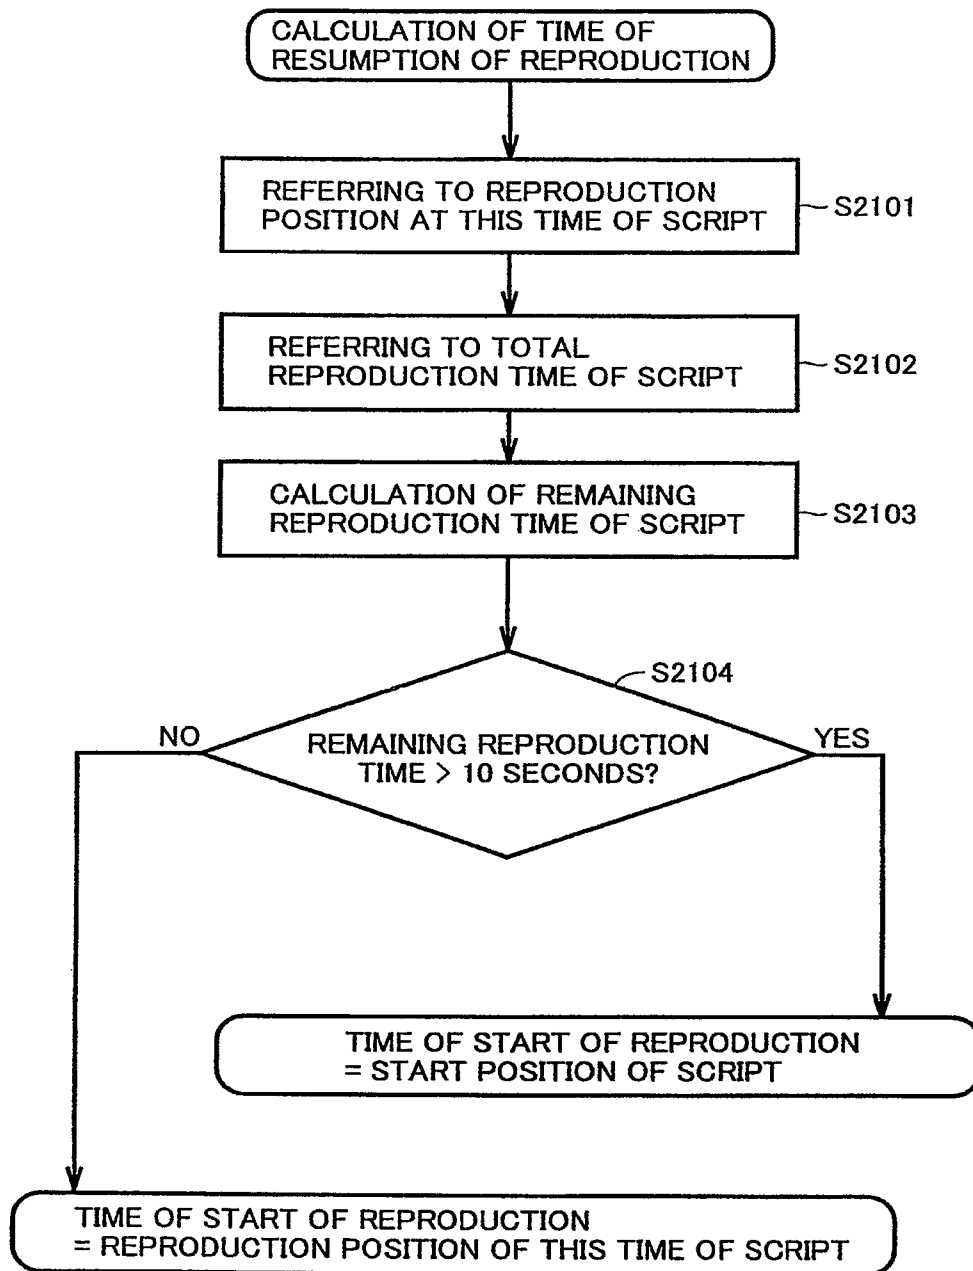 CALCULATION OF TIME OF
RESUMPTION OF REPRODUCTION
REFERRING TO REPRODUCTION
POSITION AT THIS TIME OF SCRIPT
S2101
REFERRING TO TOTAL
REPRODUCTION TIME OF SCRIPT
S2102
CALCULATION OF REMAINING
REPRODUCTION TIME OF SCRIPT
S2103
S2104
NO
REMAINING REPRODUCTION
TIME > 10 SECONDS?
YES
TIME OF START OF REPRODUCTION
= START POSITION OF SCRIPT
TIME OF START OF REPRODUCTION
= REPRODUCTION POSITION OF THIS TIME OF SCRIPT